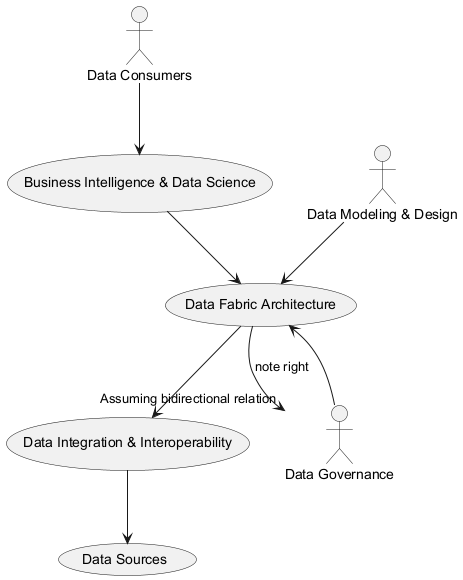 Data Consumers
Business Intelligence & Data Science
Data Modeling & Design
Data Fabric Architecture
note right
Assuming bidirectional relation
Data Integration & Interoperability
Data Governance
Data Sources